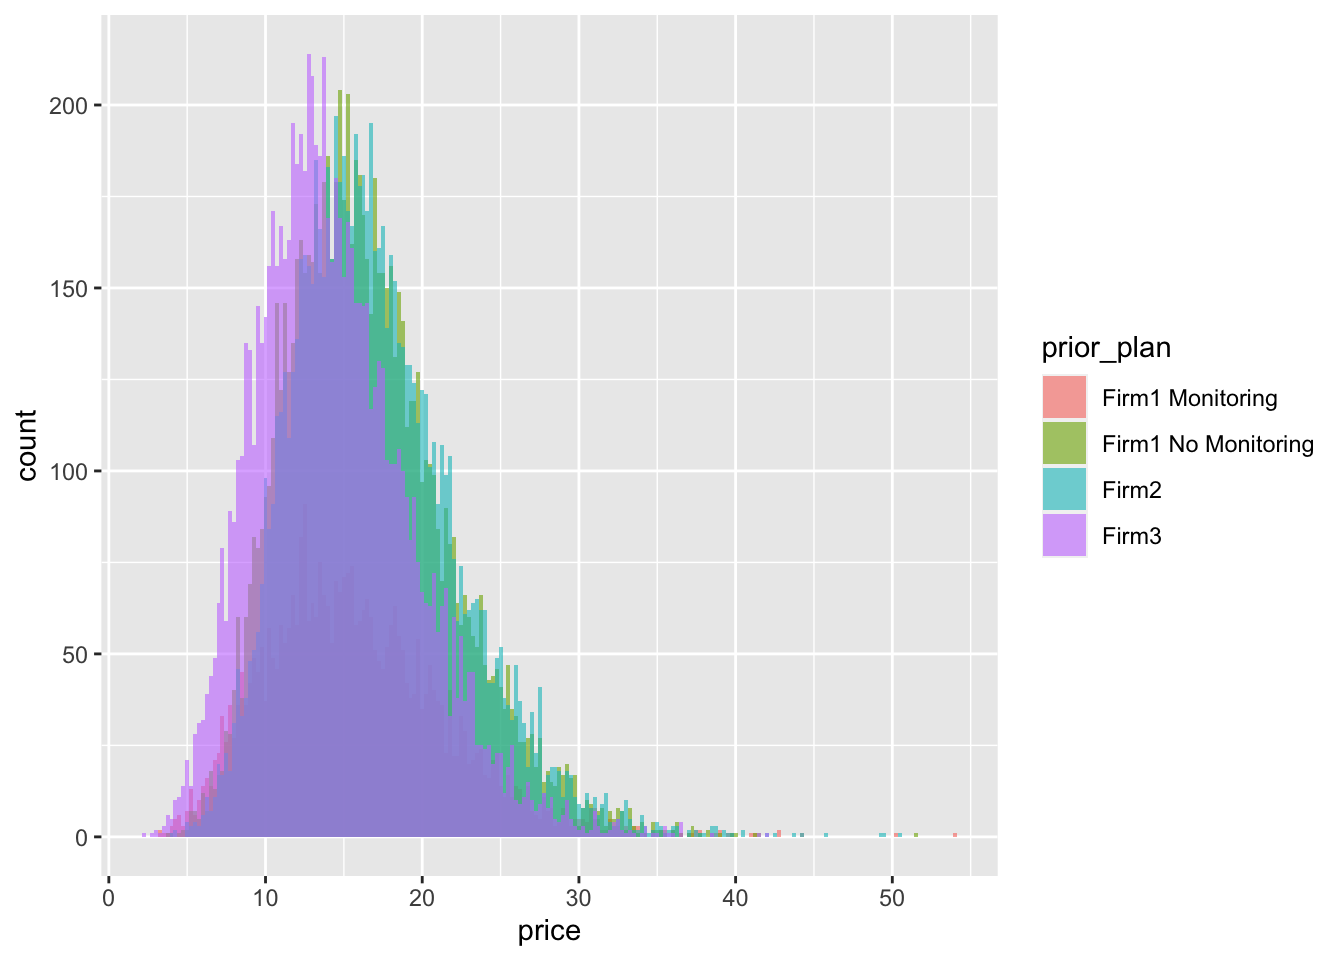 200
150
100
50
0
count
0 10 20 30 40 50
price
prior_plan
Firm1 Monitoring
Firm1 No Monitoring
Firm2
Firm3